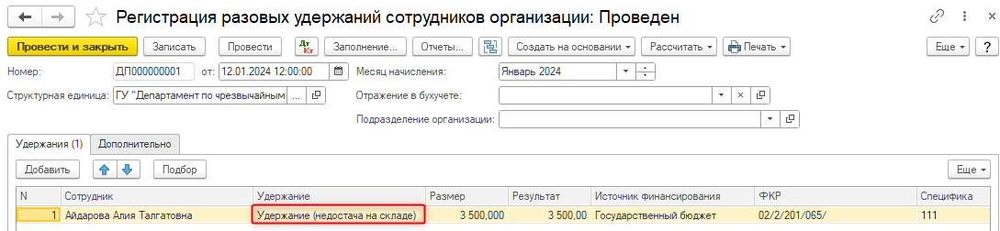 Регистрация разовых удержаний сотрудников организации: Проведен
Провести и закрыть Записать Провести Дт Кт Заполнение... Отчеты... Создать на основании Рассчитать Печать Еще ?
Номер: ДП000000001 от: 12.01.2024 12:00:00 Месяц начисления: Январь 2024
Структурная единица: ГУ "Департамент по чрезвычайным ... Отражение в бухучете:
Подразделение организации:
Удержания (1) Дополнительно
Добавить Подбор Еще
N Сотрудник Удержание Размер Результат Источник финансирования ФКР Специфика
1 Айдарова Алия Талгатовна Удержание (недостача на складе) 3 500,000 3 500,00 Государственный бюджет 02/2/201/065/ 111